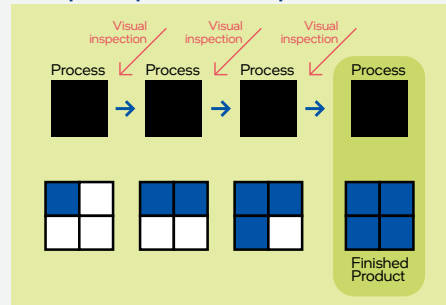 Visual
inspection
Visual
inspection
Visual
inspection
Process
Process
Process
Process
Finished
Product